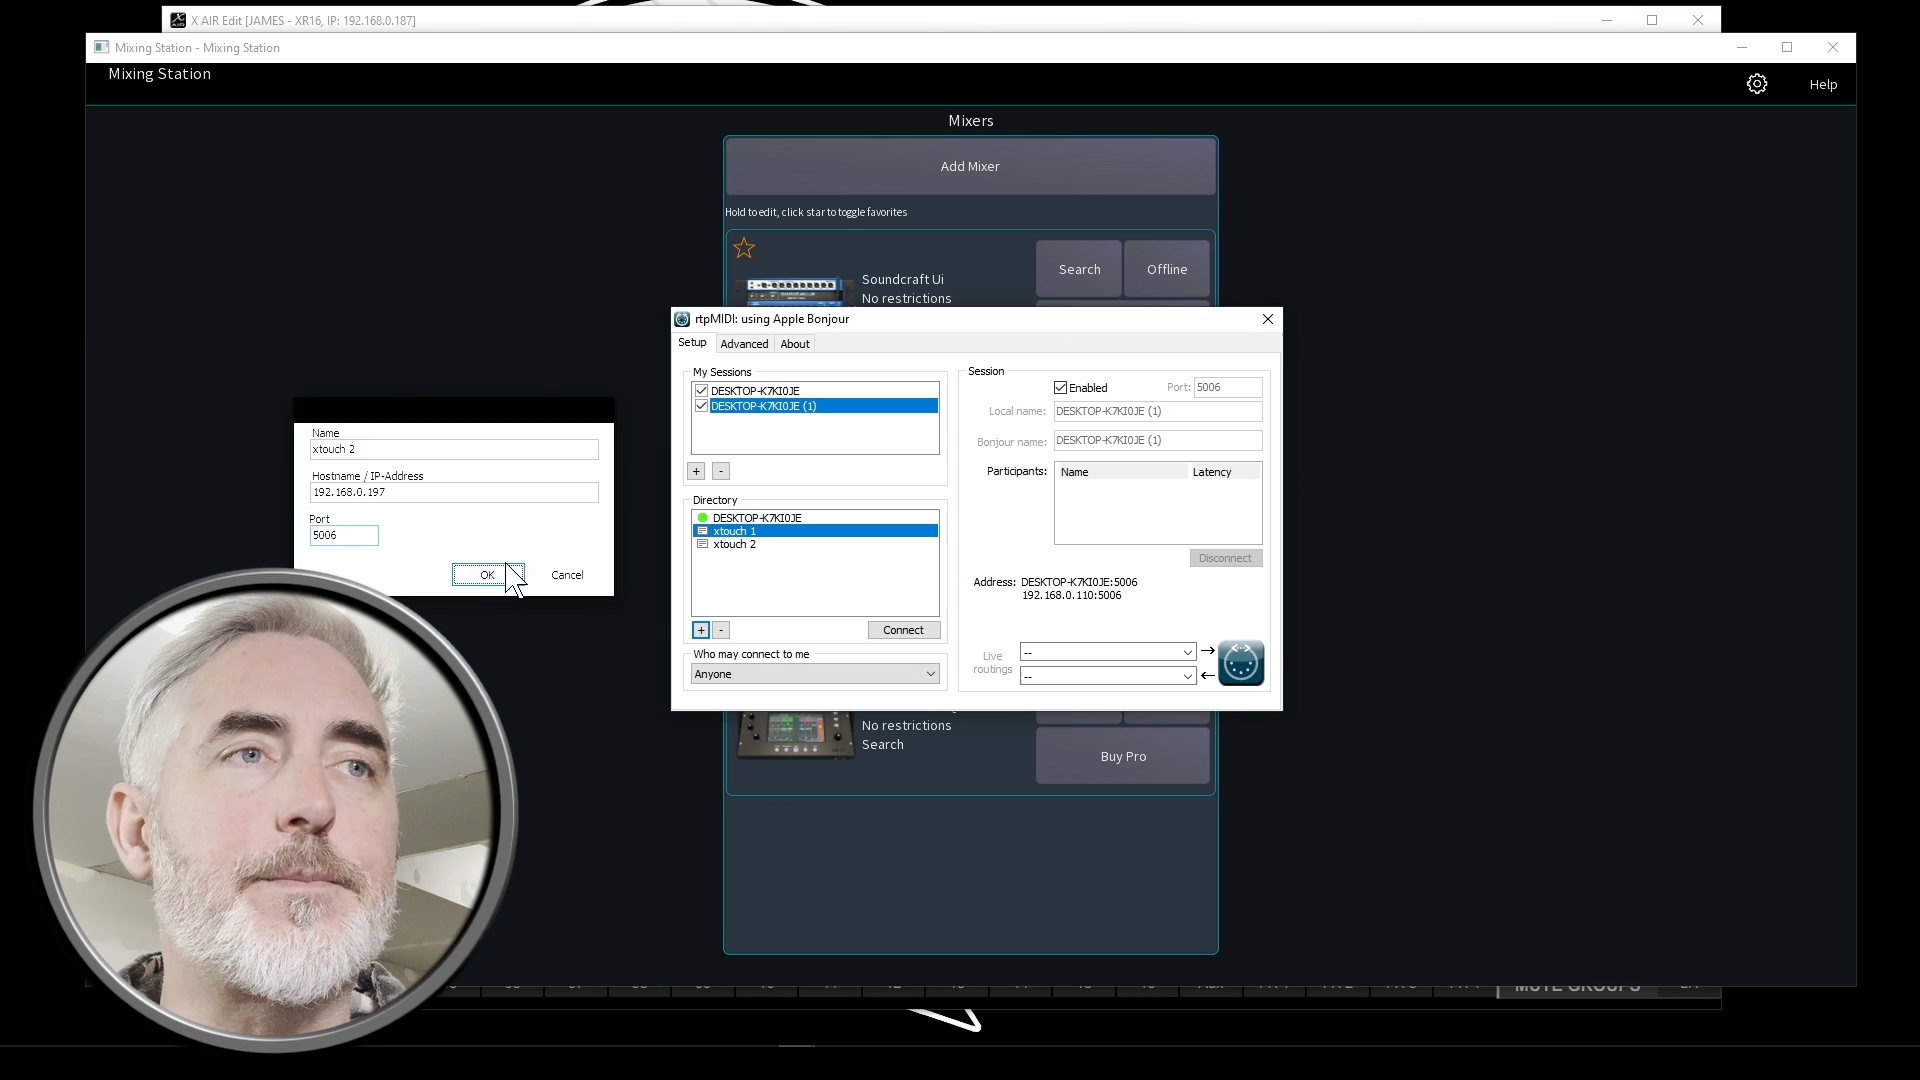 X AIR Edit [JAMES - XR16, IP: 192.168.0.187]
Mixing Station - Mixing Station
Mixing Station
Help
Mixers
Add Mixer
Hold to edit, click star to toggle favorites
Soundcraft Ui
No restrictions
Search
Offline
rtpMIDI: using Apple Bonjour
Setup
Advanced
About
My Sessions
DESKTOP-K7KI0JE
DESKTOP-K7KI0JE (1)
+
-
Directory
DESKTOP-K7KI0JE
xtouch 1
xtouch 2
+
-
Connect
Who may connect to me
Anyone
Session
Enabled
Port: 5006
Local name: DESKTOP-K7KI0JE (1)
Bonjour name: DESKTOP-K7KI0JE (1)
Participants:
Name
Latency
Disconnect
Address: DESKTOP-K7KI0JE:5006
192.168.0.110:5006
Live
routings
--
--
Name
xtouch 2
Hostname / IP-Address
192.168.0.197
Port
5006
OK
Cancel
No restrictions
Search
Buy Pro
MUTE GROUPS